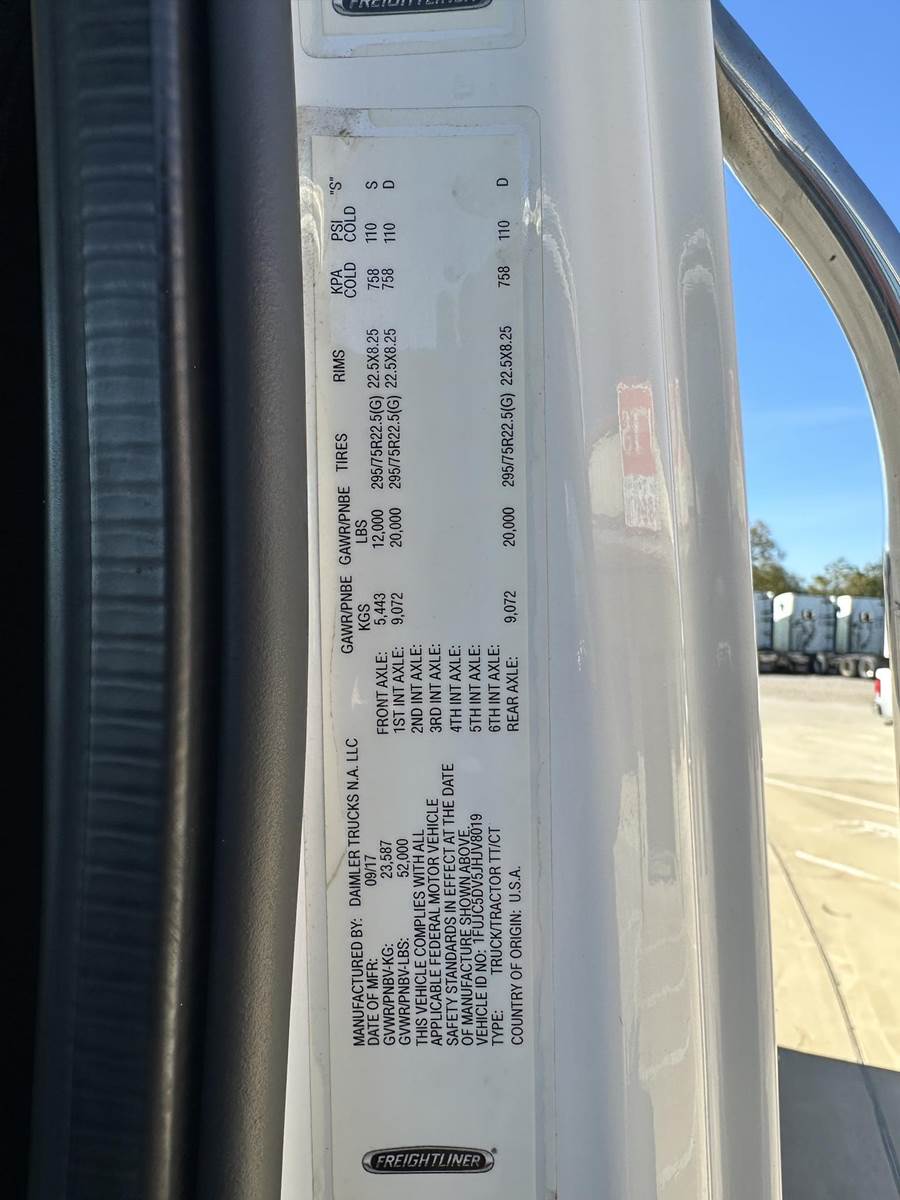 FREIGHTLINER
MANUFACTURED BY: DAIMLER TRUCKS N.A. LLC
DATE OF MFR: 09/17
GVWR/PNBV-KG: 23,587
GVWR/PNBV-LBS: 52,000
THIS VEHICLE COMPLIES WITH ALL
APPLICABLE FEDERAL MOTOR VEHICLE
SAFETY STANDARDS IN EFFECT AT THE DATE
OF MANUFACTURE SHOWN ABOVE.
VEHICLE ID NO: 1FUJC5DV5JHJV8019
TYPE: TRUCK/TRACTOR TT/CT
COUNTRY OF ORIGIN: U.S.A.
GAWR/PNBE GAWR/PNBE TIRES RIMS KPA PSI "S"
KGS LBS COLD COLD
FRONT AXLE: 5,443 12,000 295/75R22.5(G) 22.5X8.25 758 110 S
1ST INT AXLE: 9,072 20,000 295/75R22.5(G) 22.5X8.25 758 110 D
2ND INT AXLE:
3RD INT AXLE:
4TH INT AXLE:
5TH INT AXLE:
6TH INT AXLE:
REAR AXLE: 9,072 20,000 295/75R22.5(G) 22.5X8.25 758 110 D
FREIGHTLINER